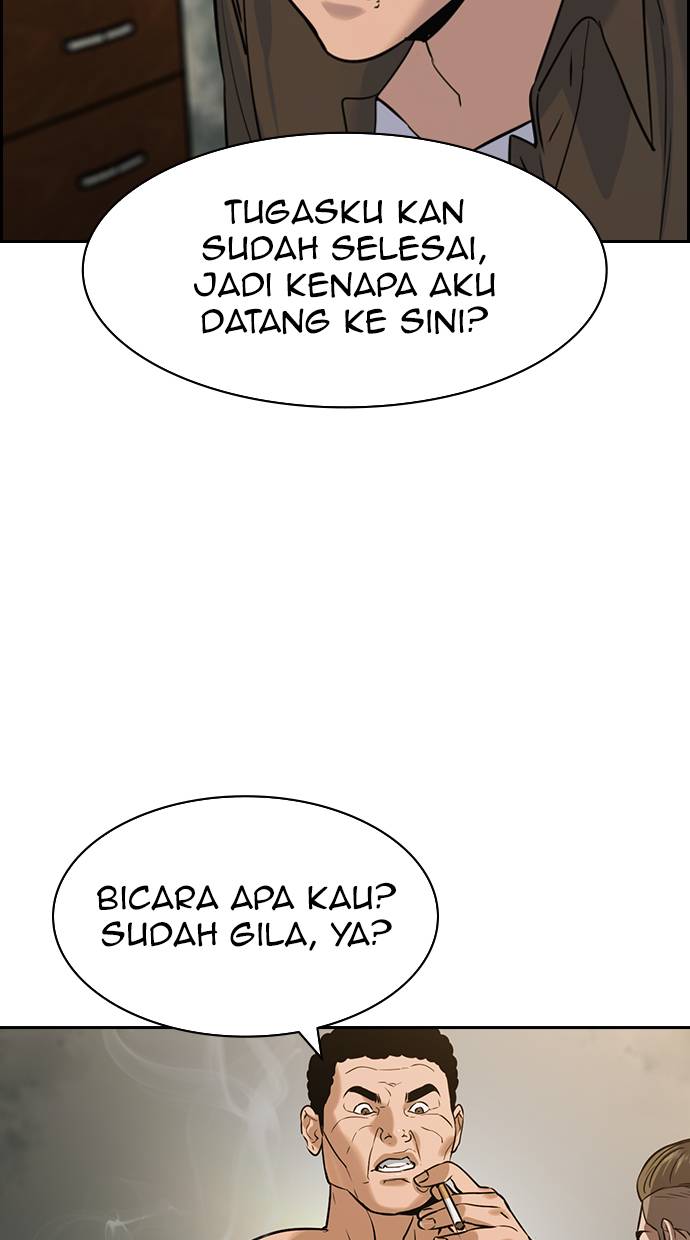 TUGASKU KAN
SUDAH SELESAI,
JADI KENAPA AKU
DATANG KE SINI?
BICARA APA KAU?
SUDAH GILA, YA?